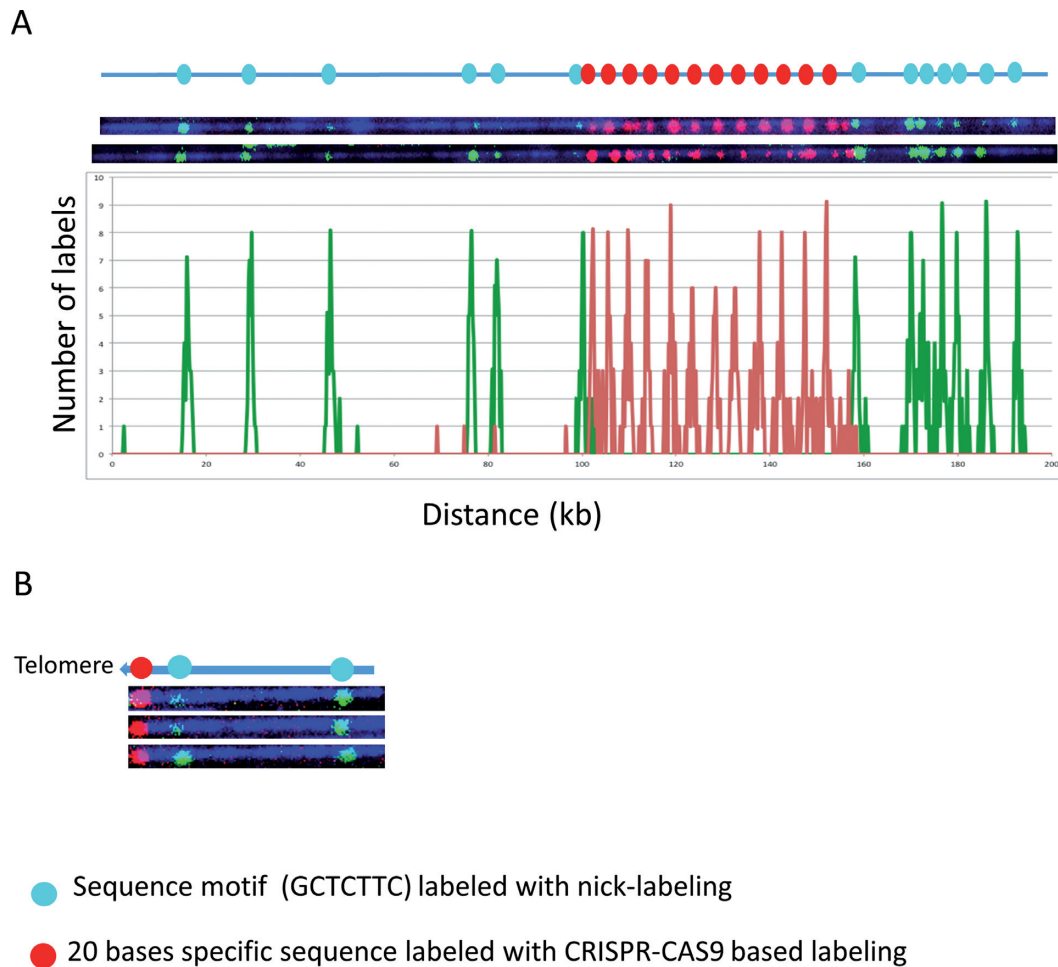 A
10
9
8
7
6
5
4
3
2
1
0
Number of labels
0 20 40 60 80 100 120 140 160 180 200
Distance (kb)
B
Telomere
Sequence motif (GCTCTTC) labeled with nick-labeling
20 bases specific sequence labeled with CRISPR-CAS9 based labeling